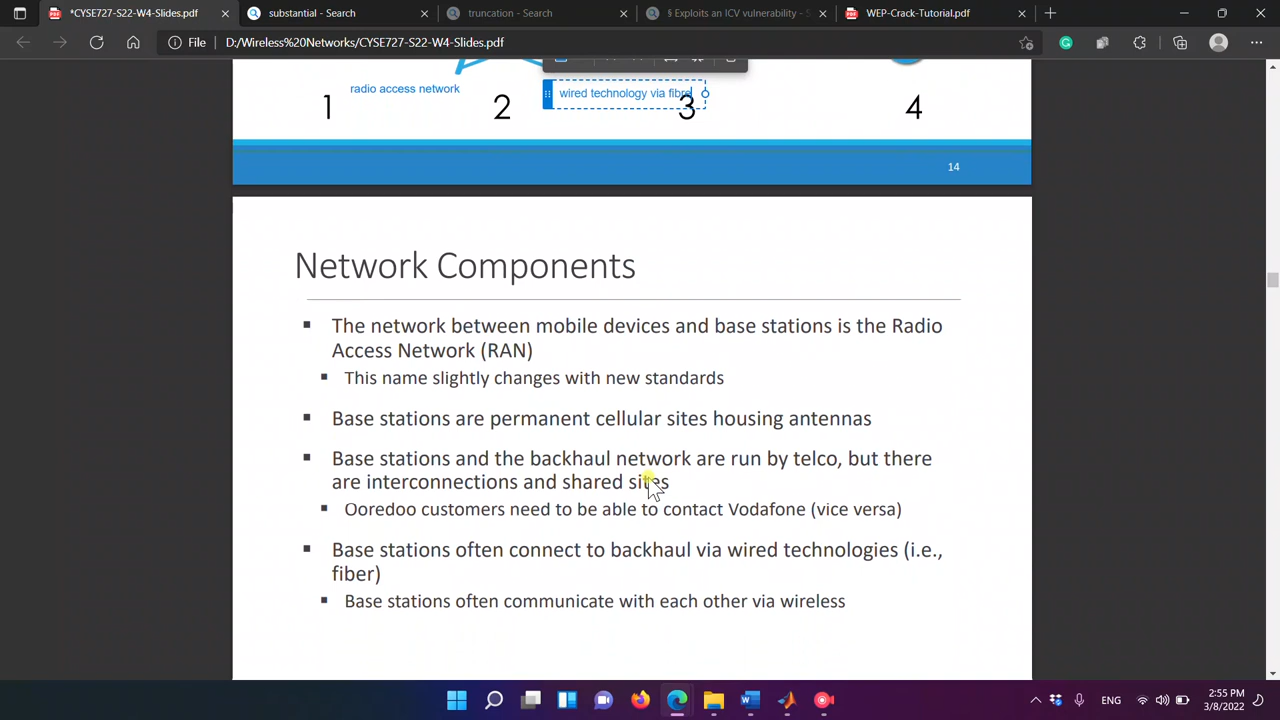 *CYSE727-S22-W4-Slides.pdf
substantial - Search
truncation - Search
§ Exploits an ICV vulnerability - S
WEP-Crack-Tutorial.pdf
File
D:/Wireless%20Networks/CYSE727-S22-W4-Slides.pdf
radio access network
wired technology via fibre
1
2
3
4
14
Network Components
The network between mobile devices and base stations is the Radio
Access Network (RAN)
This name slightly changes with new standards
Base stations are permanent cellular sites housing antennas
Base stations and the backhaul network are run by telco, but there
are interconnections and shared sites
Ooredoo customers need to be able to contact Vodafone (vice versa)
Base stations often connect to backhaul via wired technologies (i.e.,
fiber)
Base stations often communicate with each other via wireless
ENG
2:55 PM
3/8/2022